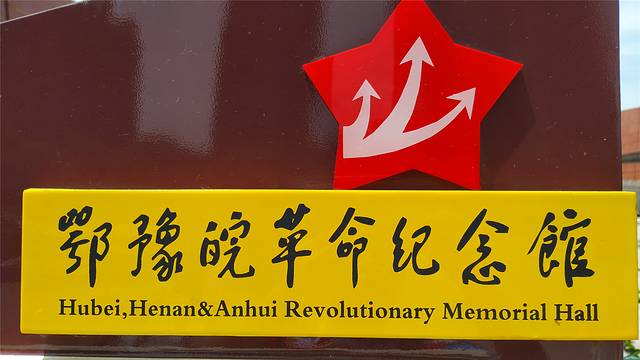 鄂豫皖革命纪念館
Hubei,Henan&Anhui Revolutionary Memorial Hall